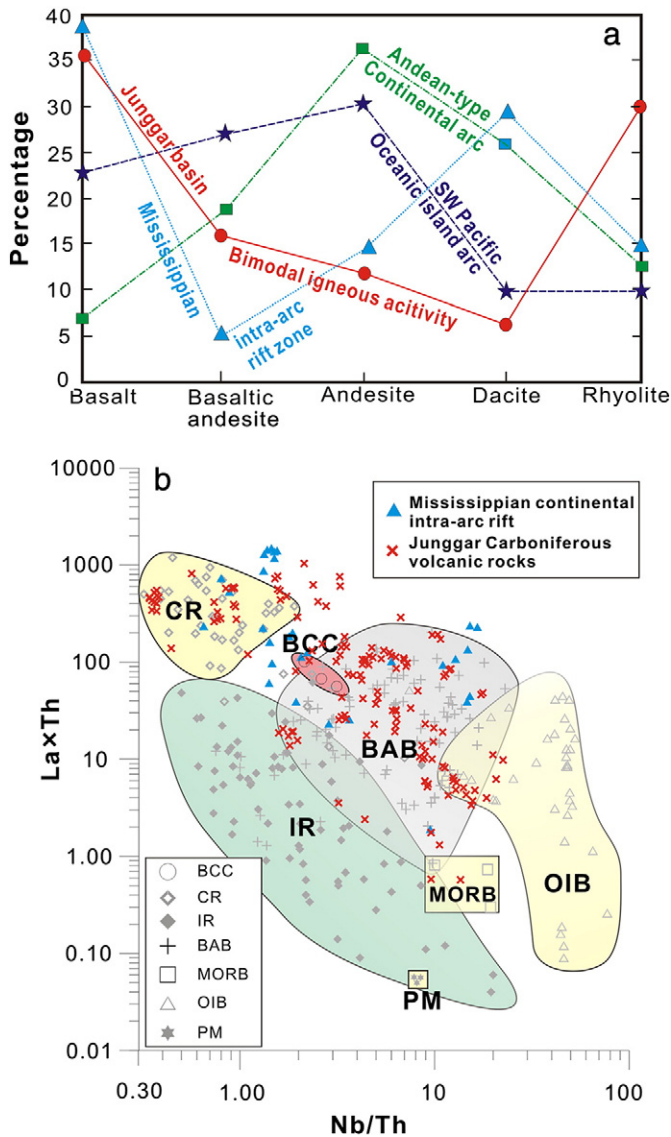 a
40
35
30
25
20
15
10
5
0
Percentage
Junggar basin
Mississippian
intra-arc
rift zone
Bimodal igneous acitivity
Andean-type
Continental arc
SW Pacific
Oceanic island arc
Basalt
Basaltic
andesite
Andesite
Dacite
Rhyolite
b
10000
1000
100
10
1.00
0.10
0.01
La×Th
Mississippian continental
intra-arc rift
Junggar Carboniferous
volcanic rocks
CR
BCC
BAB
IR
MORB
OIB
PM
BCC
CR
IR
BAB
MORB
OIB
PM
0.30
1.00
10
100
Nb/Th